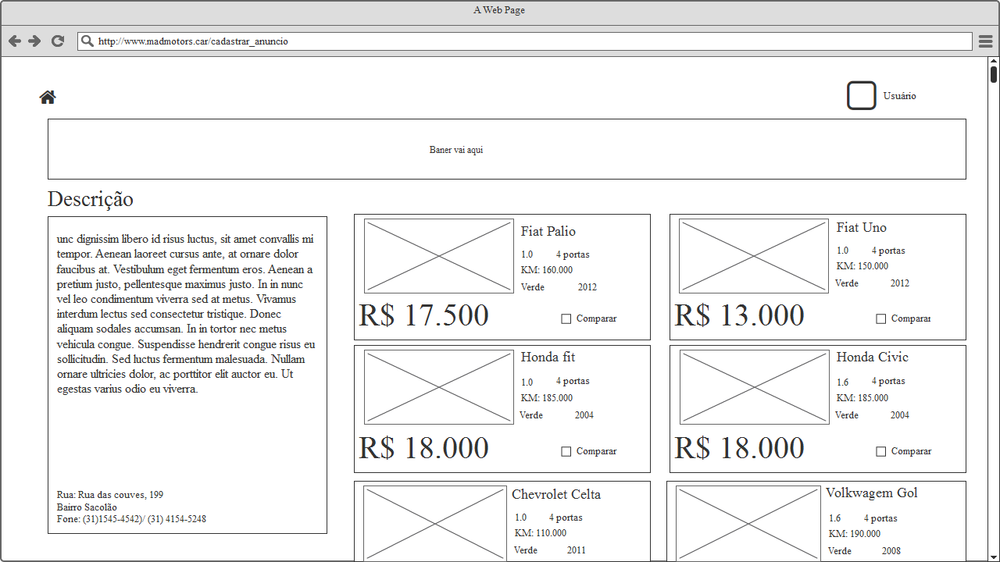 A Web Page
http://www.madmotors.car/cadastrar_anuncio
Usuário
Baner vai aqui
Descrição
unc dignissim libero id risus luctus, sit amet convallis mi
tempor. Aenean laoreet cursus ante, at ornare dolor
faucibus at. Vestibulum eget fermentum eros. Aenean a
pretium justo, pellentesque maximus justo. In in nunc
vel leo condimentum viverra sed at metus. Vivamus
interdum lectus sed consectetur tristique. Donec
aliquam sodales accumsan. In in tortor nec metus
vehicula congue. Suspendisse hendrerit congue risus eu
sollicitudin. Sed luctus fermentum malesuada. Nullam
ornare ultricies dolor, ac porttitor elit auctor eu. Ut
egestas varius odio eu viverra.
Rua: Rua das couves, 199
Bairro Sacolão
Fone: (31)1545-4542)/ (31) 4154-5248
Fiat Palio
1.0 4 portas
KM: 160.000
Verde 2012
R$ 17.500 Comparar
Fiat Uno
1.0 4 portas
KM: 150.000
Verde 2012
R$ 13.000 Comparar
Honda fit
1.0 4 portas
KM: 185.000
Verde 2004
R$ 18.000 Comparar
Honda Civic
1.6 4 portas
KM: 185.000
Verde 2004
R$ 18.000 Comparar
Chevrolet Celta
1.0 4 portas
KM: 110.000
Verde 2011
Volkwagem Gol
1.6 4 portas
KM: 190.000
Verde 2008